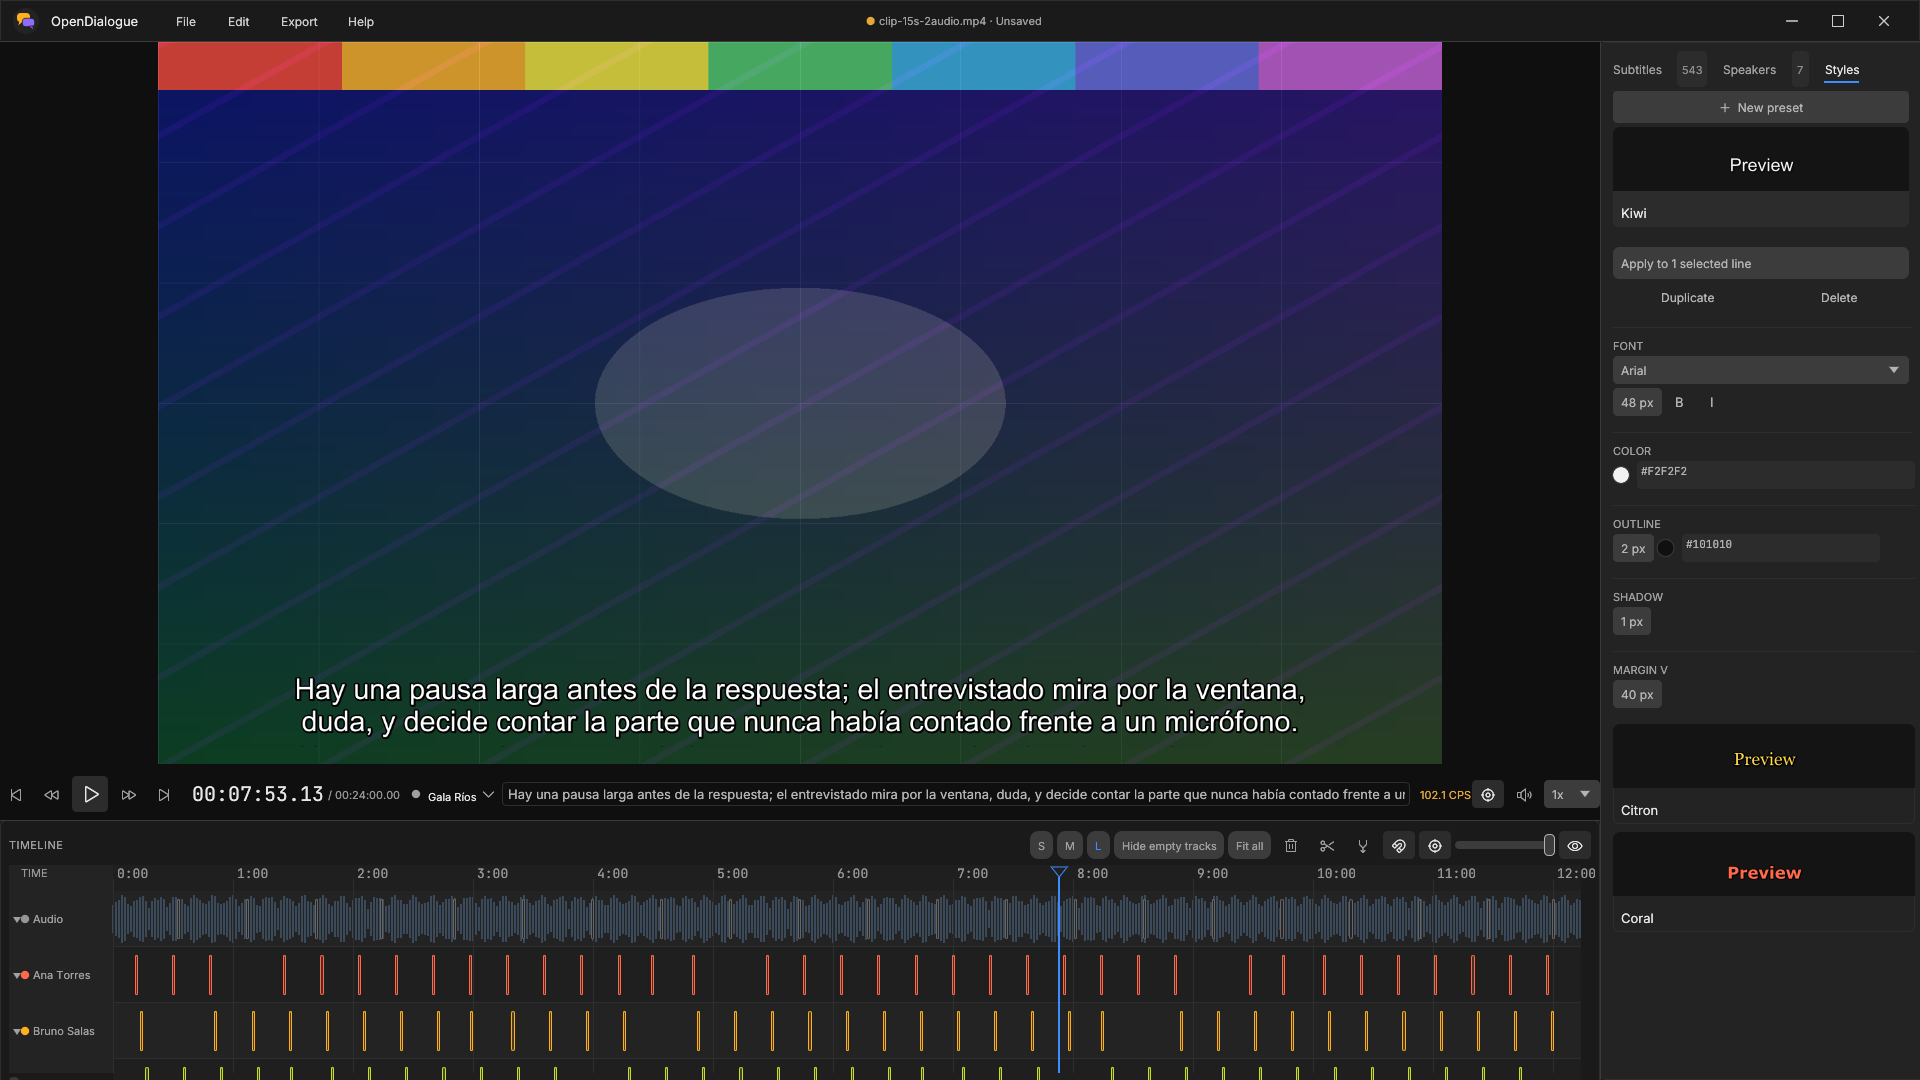 OpenDialogue
File Edit Export Help
clip-15s-2audio.mp4 · Unsaved
Subtitles 543 Speakers 7 Styles
+ New preset
Preview
Kiwi
Apply to 1 selected line
Duplicate Delete
FONT
Arial
48 px B I
COLOR
#F2F2F2
OUTLINE
2 px #101010
SHADOW
1 px
MARGIN V
40 px
Preview
Citron
Preview
Coral
Hay una pausa larga antes de la respuesta; el entrevistado mira por la ventana,
duda, y decide contar la parte que nunca había contado frente a un micrófono.
00:07:53.13 / 00:24:00.00 Gala Ríos Hay una pausa larga antes de la respuesta; el entrevistado mira por la ventana, duda, y decide contar la parte que nunca había contado frente a ur 102.1 CPS 1x
TIMELINE S M L Hide empty tracks Fit all
TIME 0:00 1:00 2:00 3:00 4:00 5:00 6:00 7:00 8:00 9:00 10:00 11:00 12:00
Audio
Ana Torres
Bruno Salas